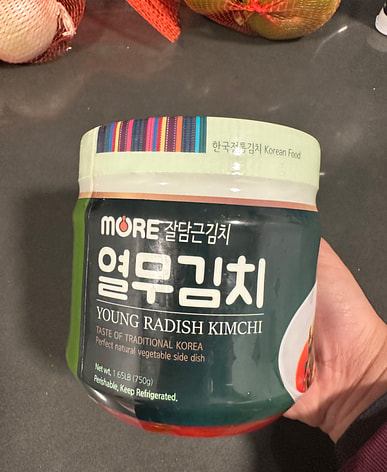 한국전통김치 Korean Food
MORE 잘담근김치
열무김치
YOUNG RADISH KIMCHI
TASTE OF TRADITIONAL KOREA
Perfect natural vegetable side dish
Net wt, 1.65LB (750g)
Perishable, Keep Refrigerated.